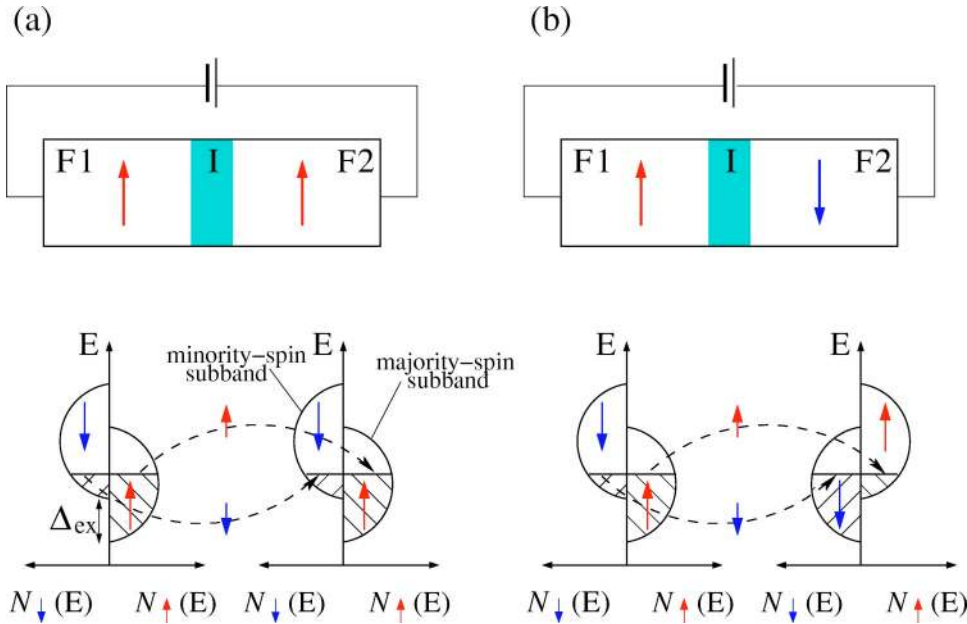 (a)
(b)
F1 I F2
F1 I F2
E
minority-spin
subband
E
majority-spin
subband
E
E
Δex
N↓(E) N↑(E) N↓(E) N↑(E)
N↓(E) N↑(E) N↓(E) N↑(E)